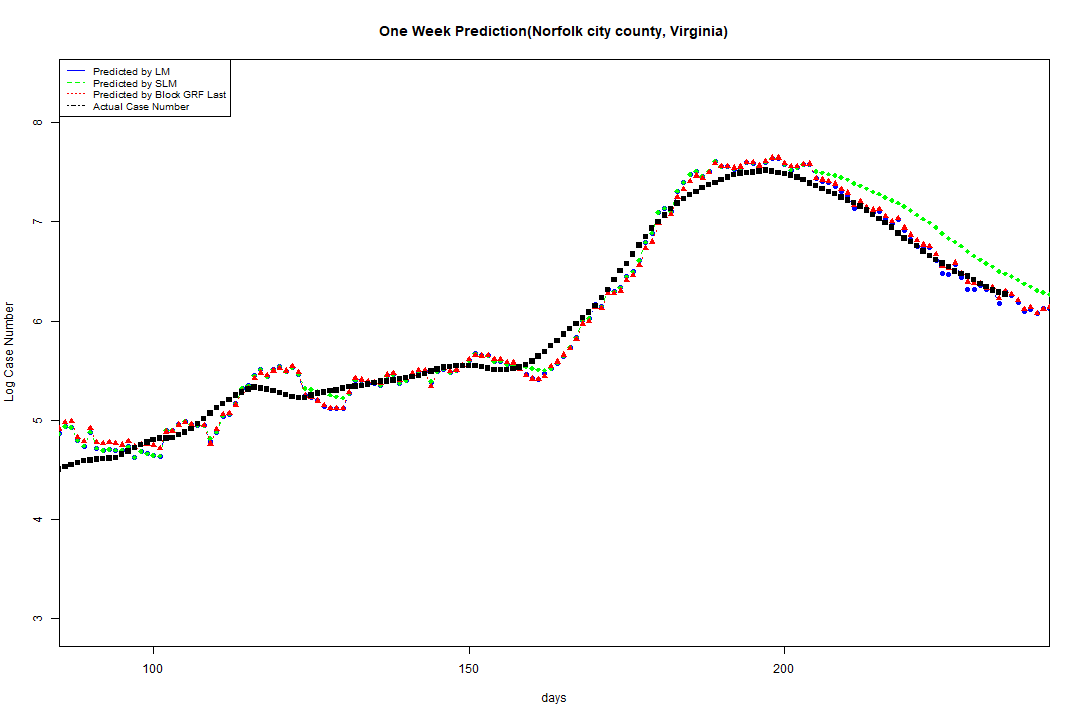 One Week Prediction(Norfolk city county, Virginia)
Predicted by LM
Predicted by SLM
Predicted by Block GRF Last
Actual Case Number
8
7
6
5
4
3
Log Case Number
100
150
200
days